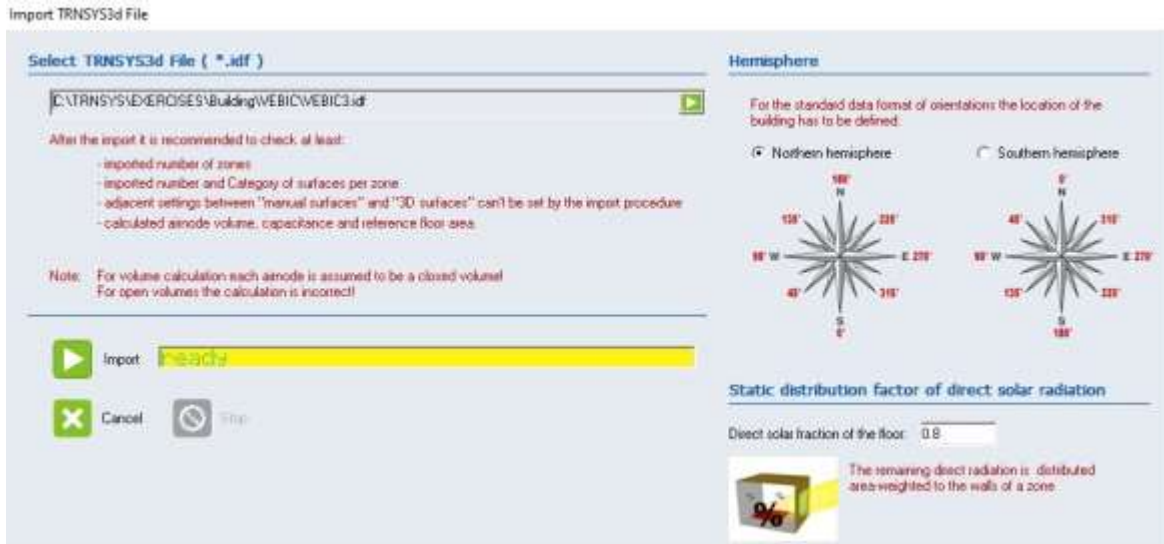 Import TRNSYS3d File
Select TRNSYS3d File ( *.idf )
C:\TRNSYS\EXERCISES\Building\WEBIC\WEBIC3.idf
After the import it is recommended to check at least:
- imported number of zones
- imported number and Category of surfaces per zone
- adjacent settings between "manual surfaces" and "3D surfaces" can't be set by the import procedure
- calculated airnode volume, capacitance and reference floor area
Note: For volume calculation each airnode is assumed to be a closed volume!
For open volumes the calculation is incorrect!
Import ready
Cancel Stop
Hemisphere
For the standard data format of orientations the location of the
building has to be defined:
Northern hemisphere Southern hemisphere
180° 0°
N N
135° 45° 310°
90° W E 270° 90° W E 270°
45° 135°
S S
0° 180°
Static distribution factor of direct solar radiation
Direct solar fraction of the floor: 0.8
The remaining direct radiation is distributed
area-weighted to the walls of a zone
%